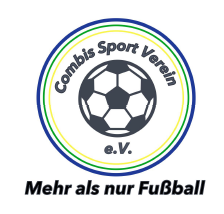 Combis Sport Verein
e.V.
Mehr als nur Fußball